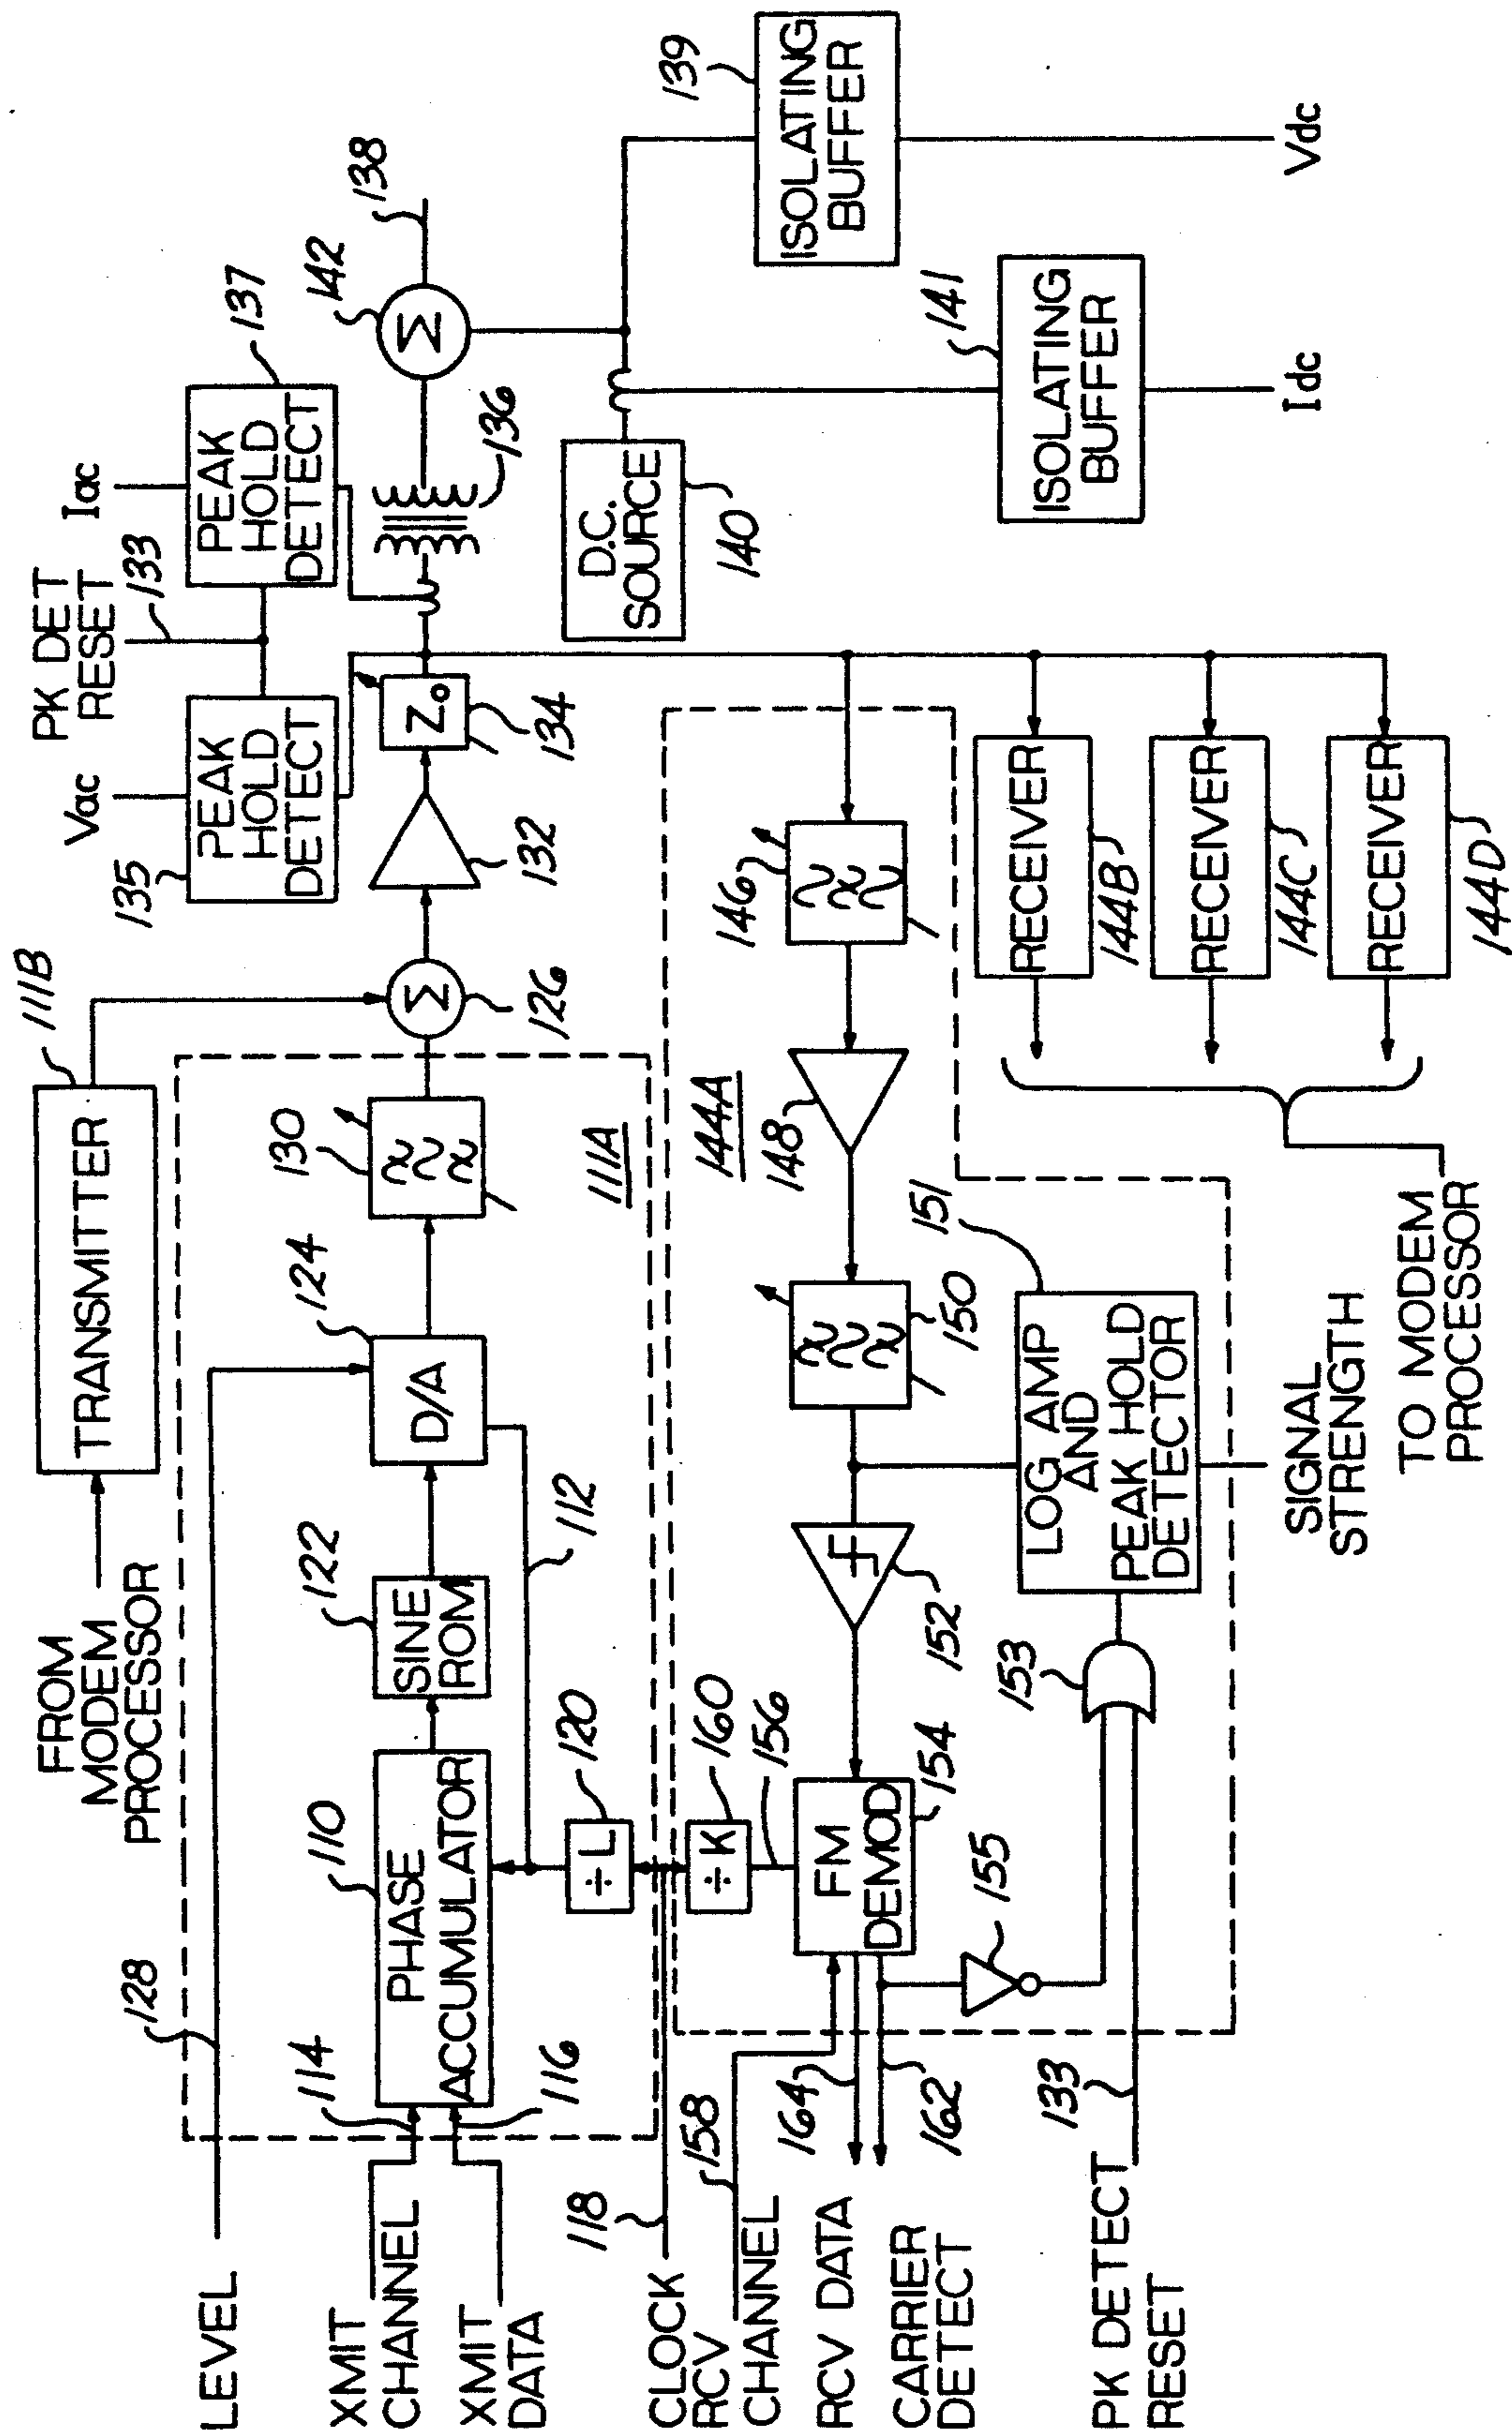 FROM
MODEM
PROCESSOR
TRANSMITTER
111B
PK DET
RESET
133
Vac
Iac
135
PEAK
HOLD
DETECT
PEAK
HOLD
DETECT
137
LEVEL
128
XMIT
CHANNEL
114
XMIT
DATA
116
110
PHASE
ACCUMULATOR
122
SINE
ROM
124
D/A
112
130
111A
Σ
126
132
Z₀
134
136
Σ
142
138
÷ L
120
CLOCK
118
÷ K
160
156
RCV
CHANNEL
158
RCV DATA
164
CARRIER
DETECT
162
PK DETECT
RESET
133
FM
DEMOD
154
155
153
152
150
148
144A
146
LOG AMP
AND
PEAK HOLD
DETECTOR
151
SIGNAL
STRENGTH
RECEIVER
144B
RECEIVER
144C
RECEIVER
144D
TO MODEM
PROCESSOR
D.C.
SOURCE
140
ISOLATING
BUFFER
141
Idc
ISOLATING
BUFFER
139
Vdc